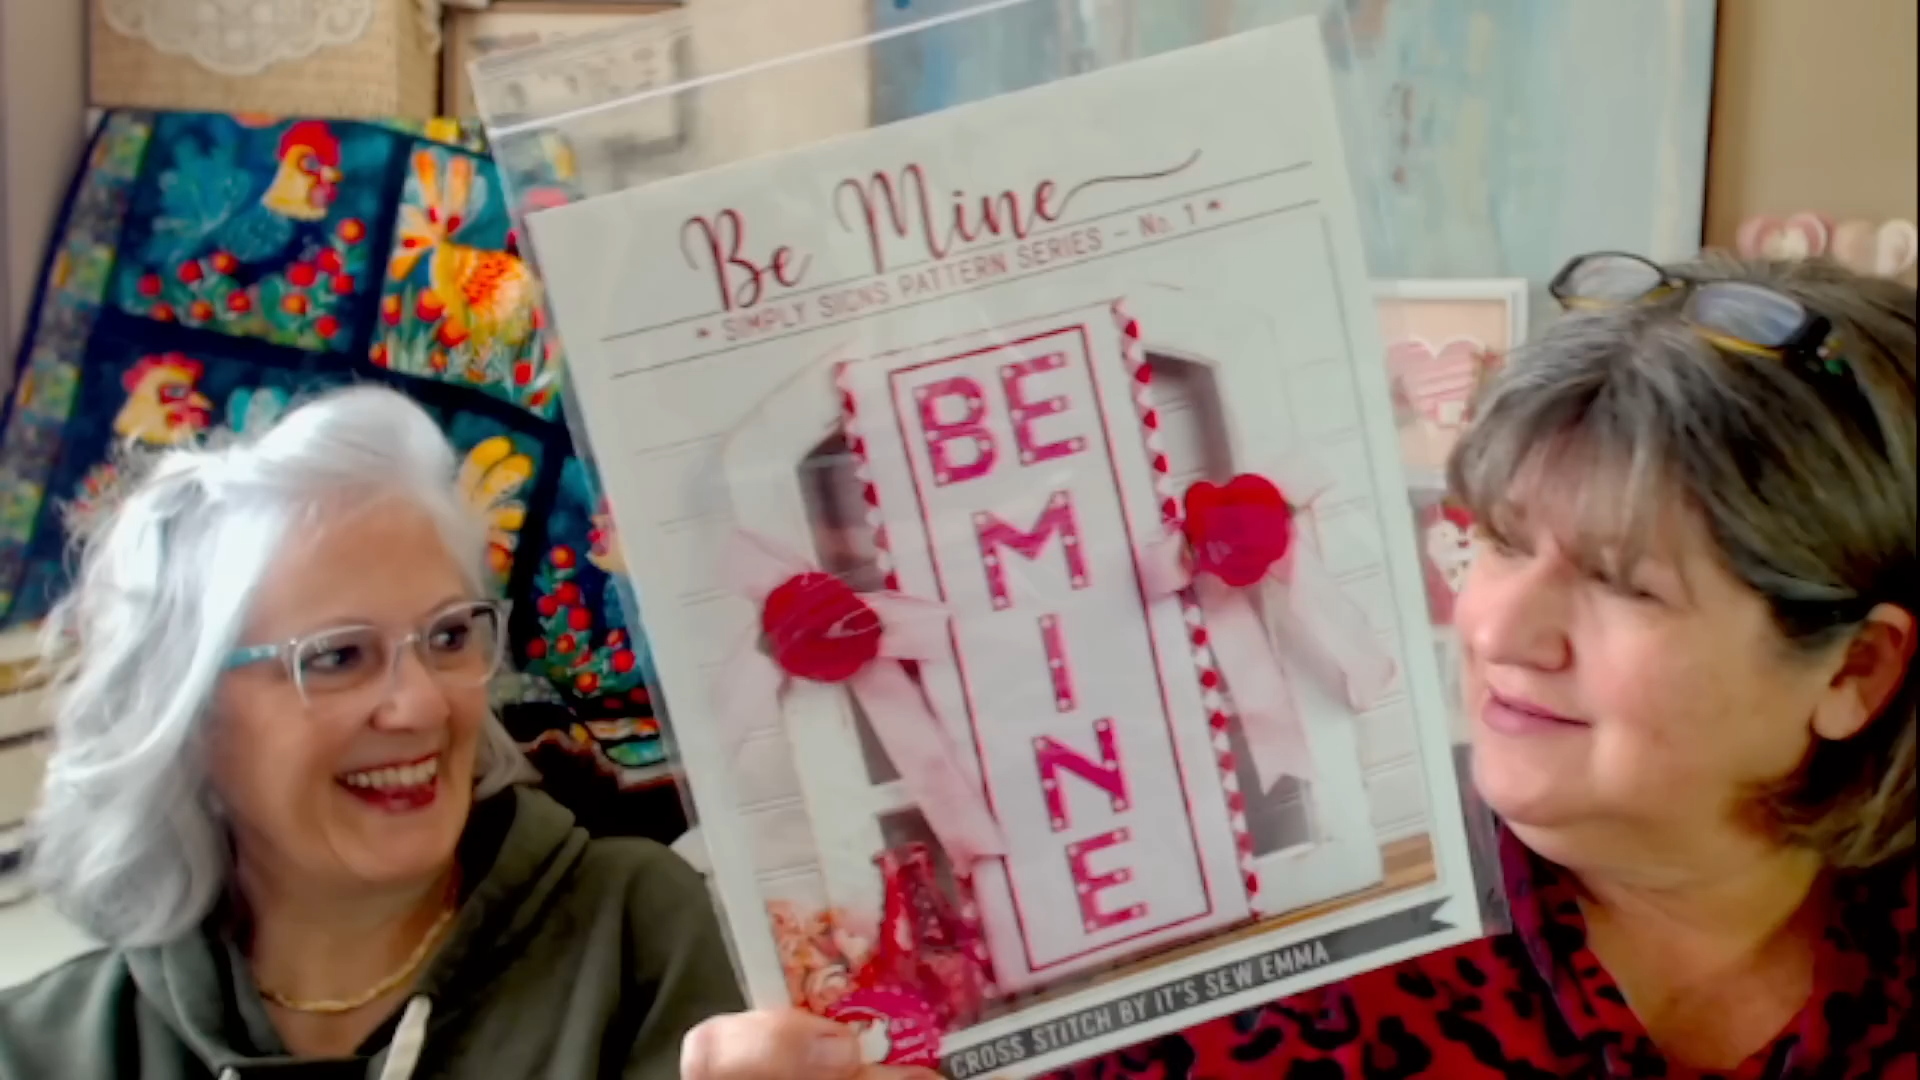 Be Mine
SIMPLY SIGNS PATTERN SERIES - No. 1
BE
MINE
CROSS STITCH BY IT'S SEW EMMA